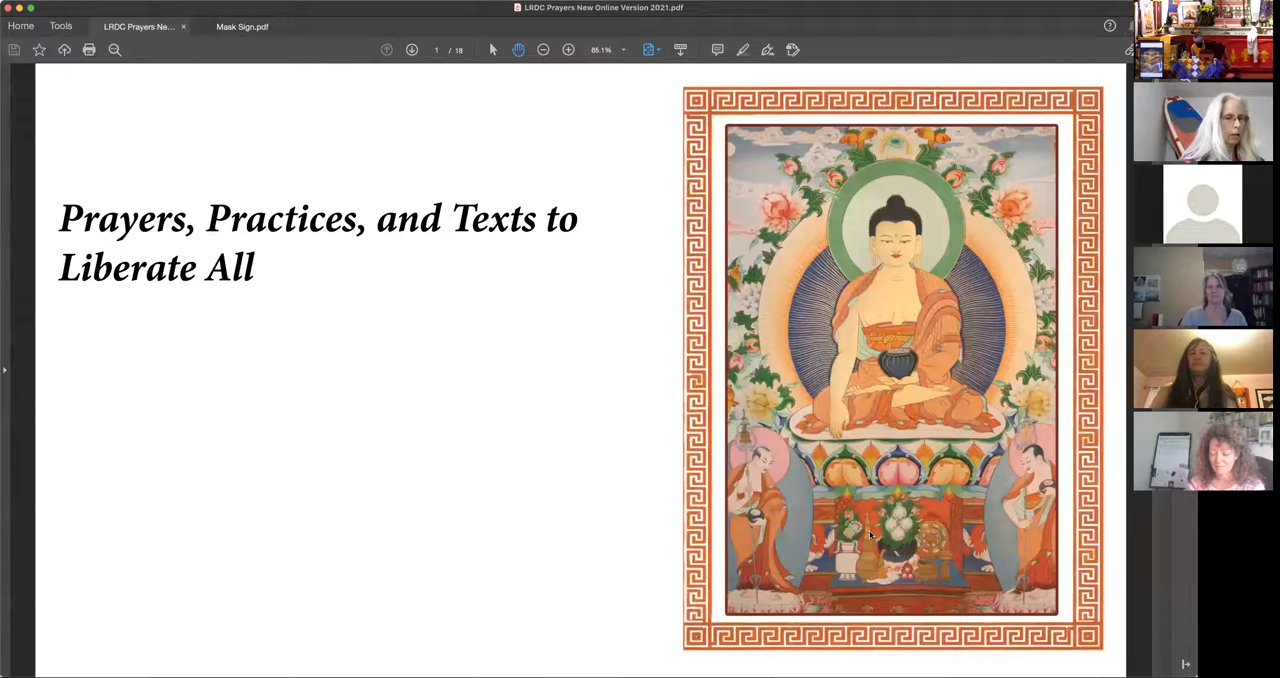 LRDC Prayers New Online Version 2021.pdf
Home
Tools
LRDC Prayers Ne...
×
Mask Sign.pdf
?
1 / 18
65.1%
Prayers, Practices, and Texts to
Liberate All